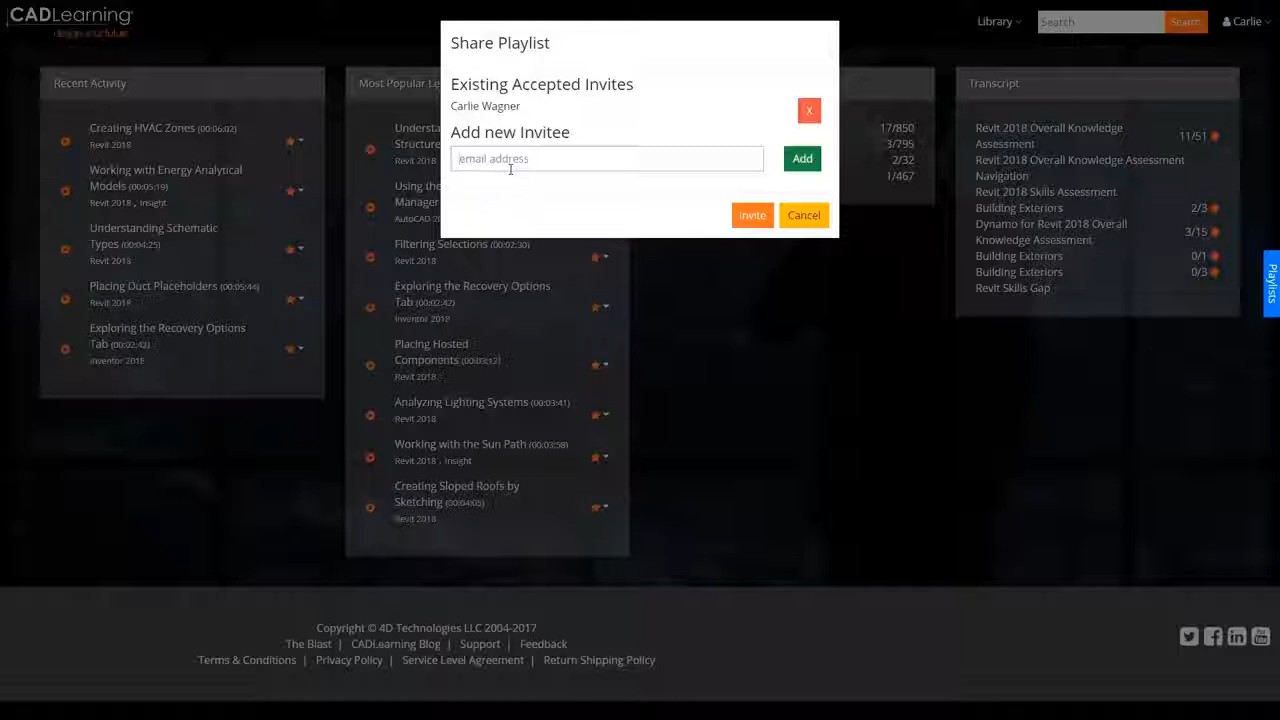 CADLearning
design your future.
Library
Search
Search
Carlie
Share Playlist
Existing Accepted Invites
Carlie Wagner
X
Add new Invitee
email address
Add
Invite
Cancel
Recent Activity
Creating HVAC Zones (00:06:02)
Revit 2018
Working with Energy Analytical
Models (00:05:19)
Revit 2018 , Insight
Understanding Schematic
Types (00:04:25)
Revit 2018
Placing Duct Placeholders (00:05:44)
Revit 2018
Exploring the Recovery Options
Tab (00:02:42)
Inventor 2018
Most Popular Le
Understa
Structure
Revit 2018
Using the
Manager
AutoCAD 20
Filtering Selections (00:02:30)
Revit 2018
Exploring the Recovery Options
Tab (00:02:42)
Inventor 2018
Placing Hosted
Components (00:03:12)
Revit 2018
Analyzing Lighting Systems (00:03:41)
Revit 2018
Working with the Sun Path (00:03:58)
Revit 2018 , Insight
Creating Sloped Roofs by
Sketching (00:04:05)
Revit 2018
17/850
3/795
2/32
1/467
Transcript
Revit 2018 Overall Knowledge
Assessment
11/51
Revit 2018 Overall Knowledge Assessment
Navigation
Revit 2018 Skills Assessment
Building Exteriors 2/3
Dynamo for Revit 2018 Overall
Knowledge Assessment
3/15
Building Exteriors 0/1
Building Exteriors 0/3
Revit Skills Gap
Playlists
Copyright © 4D Technologies LLC 2004-2017
The Blast | CADLearning Blog | Support | Feedback
Terms & Conditions | Privacy Policy | Service Level Agreement | Return Shipping Policy